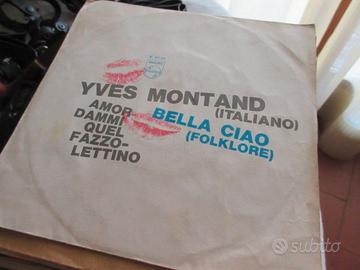 YVES MONTAND
(ITALIANO)
AMOR
DAMMI
QUEL
FAZZO-
LETTINO
BELLA CIAO
(FOLKLORE)
subito